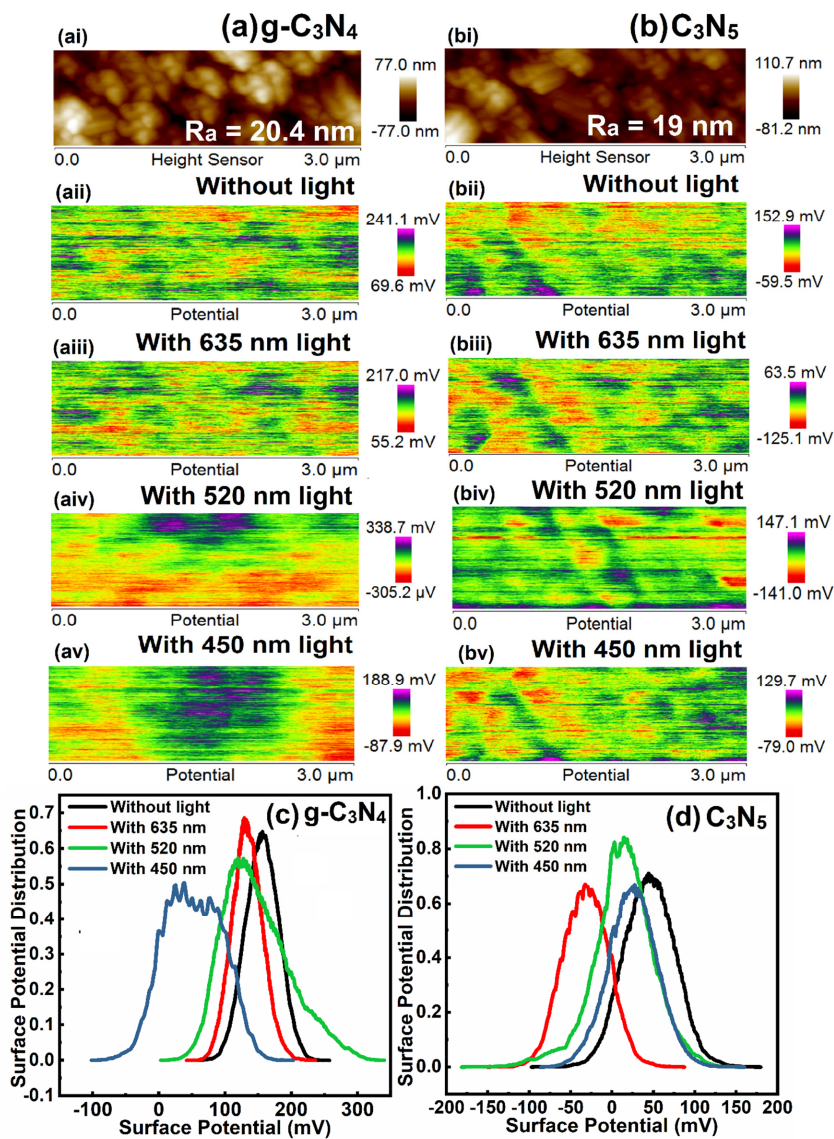 (ai) (a) g-C₃N₄
77.0 nm
-77.0 nm
Ra = 20.4 nm
0.0 Height Sensor 3.0 µm
(bi) (b) C₃N₅
110.7 nm
-81.2 nm
Ra = 19 nm
0.0 Height Sensor 3.0 µm
(aii) Without light
241.1 mV
69.6 mV
0.0 Potential 3.0 µm
(bii) Without light
152.9 mV
-59.5 mV
0.0 Potential 3.0 µm
(aiii) With 635 nm light
217.0 mV
55.2 mV
0.0 Potential 3.0 µm
(biii) With 635 nm light
63.5 mV
-125.1 mV
0.0 Potential 3.0 µm
(aiv) With 520 nm light
338.7 mV
-305.2 µV
0.0 Potential 3.0 µm
(biv) With 520 nm light
147.1 mV
-141.0 mV
0.0 Potential 3.0 µm
(av) With 450 nm light
188.9 mV
-87.9 mV
0.0 Potential 3.0 µm
(bv) With 450 nm light
129.7 mV
-79.0 mV
0.0 Potential 3.0 µm
(c) g-C₃N₄
Without light
With 635 nm
With 520 nm
With 450 nm
Surface Potential Distribution
0.7
0.6
0.5
0.4
0.3
0.2
0.1
0.0
-0.1
-100 0 100 200 300
Surface Potential (mV)
(d) C₃N₅
Without light
With 635 nm
With 520 nm
With 450 nm
Surface Potential Distribution
1.0
0.8
0.6
0.4
0.2
0.0
-200 -150 -100 -50 0 50 100 150 200
Surface Potential (mV)